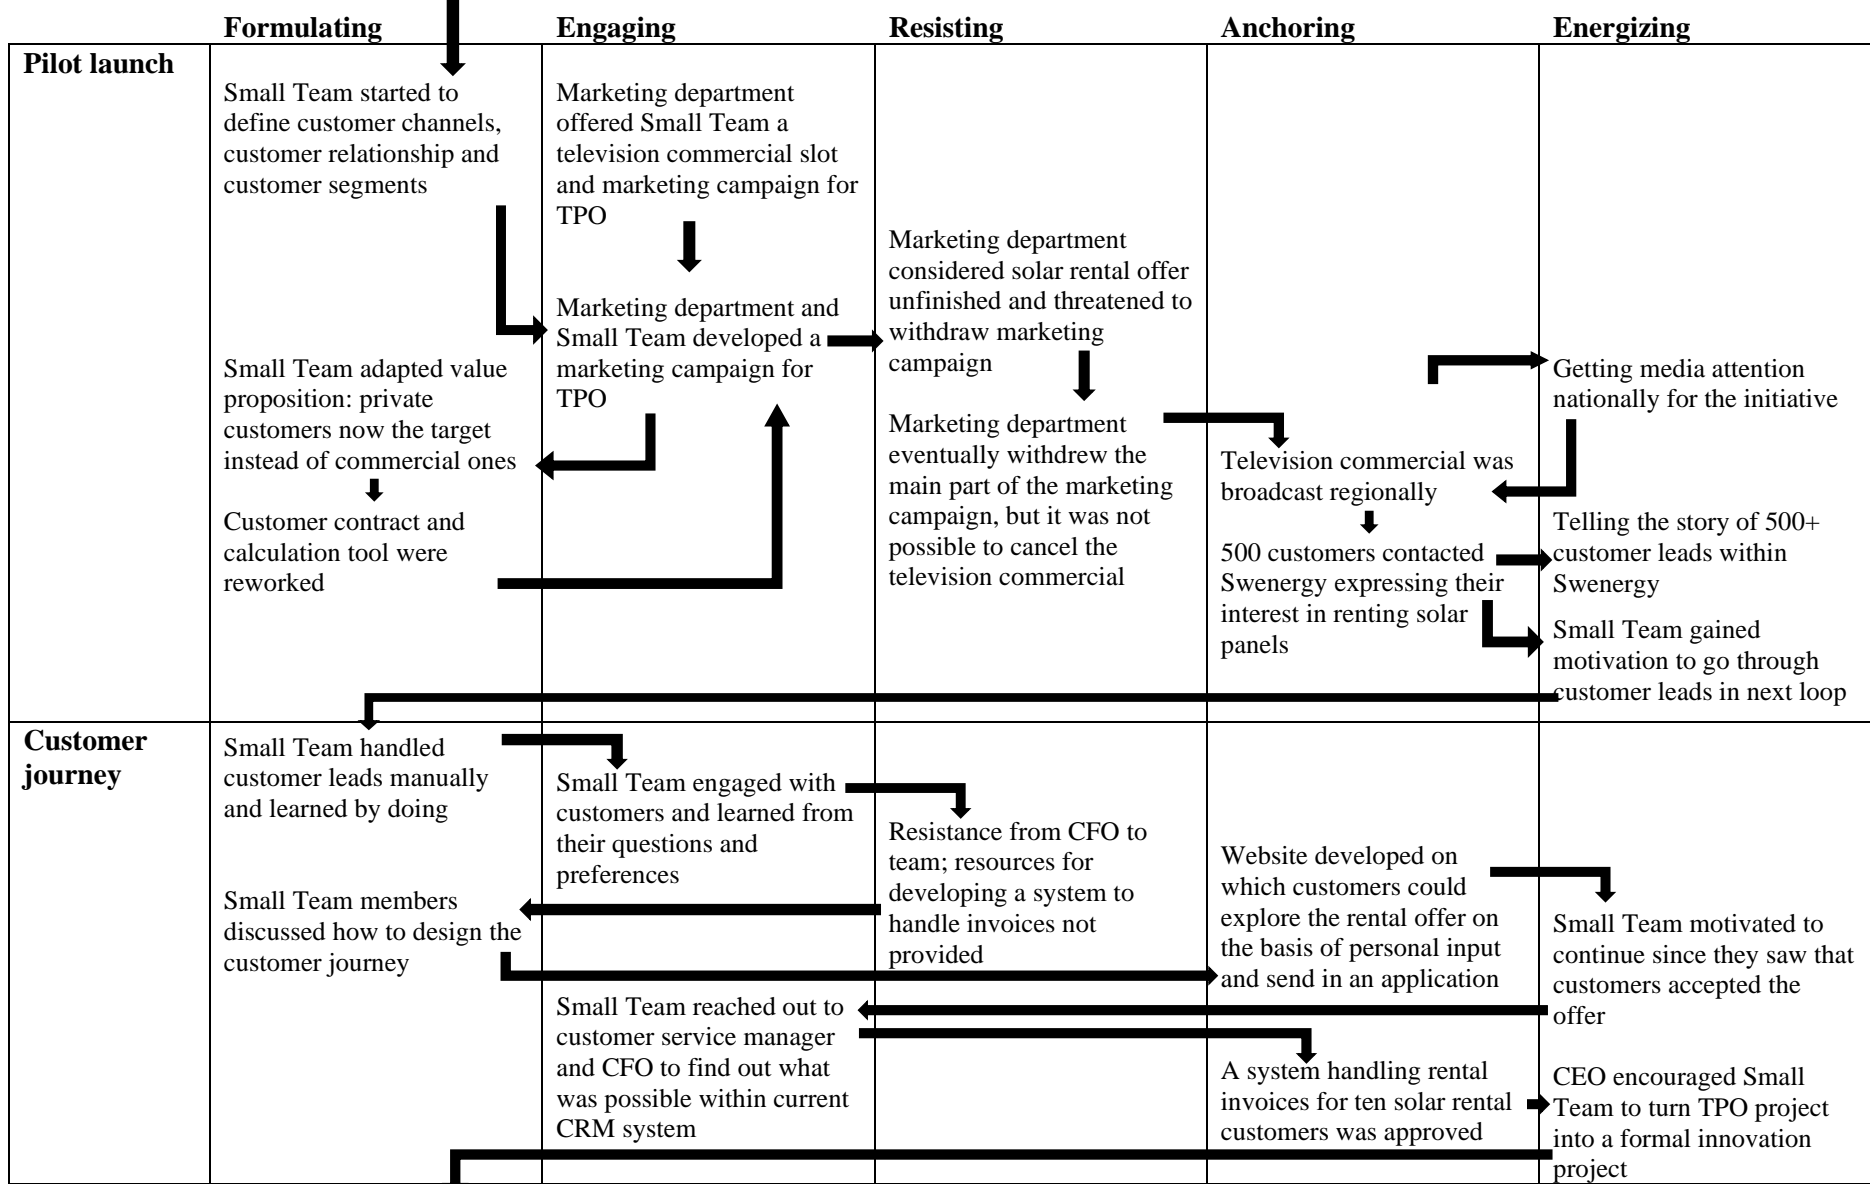 Formulating
Engaging
Resisting
Anchoring
Energizing
Pilot launch
Small Team started to
define customer channels,
customer relationship and
customer segments
Small Team adapted value
proposition: private
customers now the target
instead of commercial ones
Customer contract and
calculation tool were
reworked
Marketing department
offered Small Team a
television commercial slot
and marketing campaign for
TPO
Marketing department and
Small Team developed a
marketing campaign for
TPO
Marketing department
considered solar rental offer
unfinished and threatened to
withdraw marketing
campaign
Marketing department
eventually withdrew the
main part of the marketing
campaign, but it was not
possible to cancel the
television commercial
Television commercial was
broadcast regionally
500 customers contacted
Swenergy expressing their
interest in renting solar
panels
Getting media attention
nationally for the initiative
Telling the story of 500+
customer leads within
Swenergy
Small Team gained
motivation to go through
customer leads in next loop
Customer
journey
Small Team handled
customer leads manually
and learned by doing
Small Team members
discussed how to design the
customer journey
Small Team engaged with
customers and learned from
their questions and
preferences
Small Team reached out to
customer service manager
and CFO to find out what
was possible within current
CRM system
Resistance from CFO to
team; resources for
developing a system to
handle invoices not
provided
Website developed on
which customers could
explore the rental offer on
the basis of personal input
and send in an application
A system handling rental
invoices for ten solar rental
customers was approved
Small Team motivated to
continue since they saw that
customers accepted the
offer
CEO encouraged Small
Team to turn TPO project
into a formal innovation
project